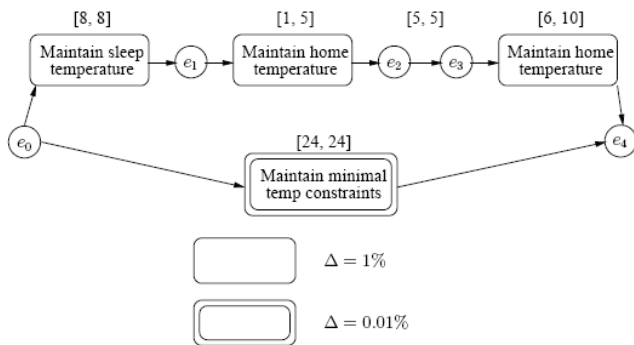 [8, 8]
[1, 5]
[5, 5]
[6, 10]
Maintain sleep
temperature
e1
Maintain home
temperature
e2
e3
Maintain home
temperature
e0
e4
[24, 24]
Maintain minimal
temp constraints
Δ = 1%
Δ = 0.01%